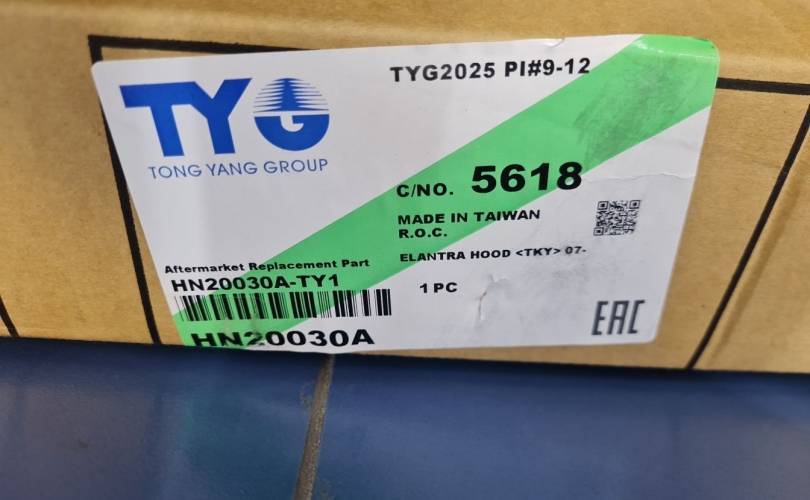 TYG2025 PI#9-12
TYG
TONG YANG GROUP
C/NO. 5618
MADE IN TAIWAN
R.O.C.
ELANTRA HOOD <TKY> 07-
1 PC
Aftermarket Replacement Part
HN20030A-TY1
HN20030A
EAC